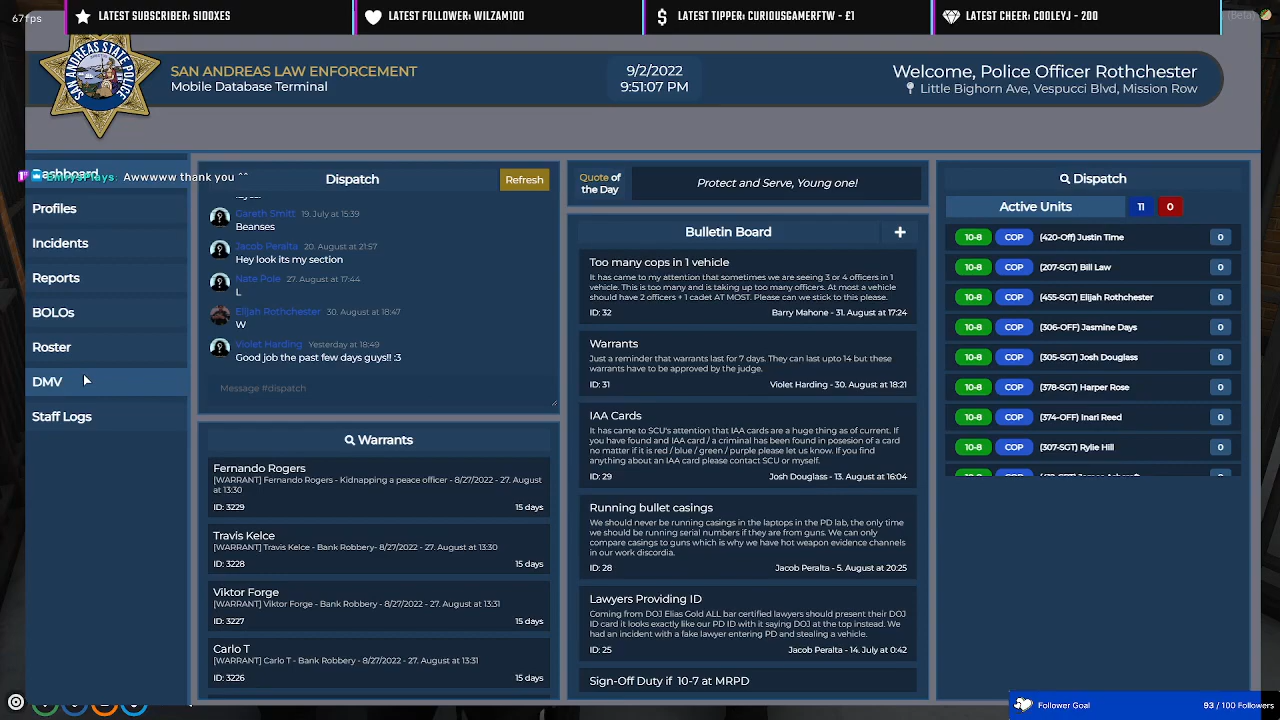 67 fps
LATEST SUBSCRIBER: SIDOXES
LATEST FOLLOWER: WILZAM100
LATEST TIPPER: CURIOUSGAMERFTW - £1
LATEST CHEER: COOLEYJ - 200
(Beta)
SAN ANDREAS STATE POLICE
SAN ANDREAS LAW ENFORCEMENT
Mobile Database Terminal
9/2/2022
9:51:07 PM
Welcome, Police Officer Rothchester
Little Bighorn Ave, Vespucci Blvd, Mission Row
Dashboard
Awwwww thank you ^^
Profiles
Incidents
Reports
BOLOs
Roster
DMV
Staff Logs
Dispatch
Refresh
Gareth Smitt 19. July at 15:39
Beanses
Jacob Peralta 20. August at 21:57
Hey look its my section
Nate Pole 27. August at 17:44
L
Elijah Rothchester 30. August at 18:47
W
Violet Harding Yesterday at 18:49
Good job the past few days guys!! :3
Message #dispatch
Warrants
Fernando Rogers
[WARRANT] Fernando Rogers - Kidnapping a peace officer - 8/27/2022 - 27. August
at 13:30
ID: 3229 15 days
Travis Kelce
[WARRANT] Travis Kelce - Bank Robbery- 8/27/2022 - 27. August at 13:30
ID: 3228 15 days
Viktor Forge
[WARRANT] Viktor Forge - Bank Robbery - 8/27/2022 - 27. August at 13:31
ID: 3227 15 days
Carlo T
[WARRANT] Carlo T - Bank Robbery - 8/27/2022 - 27. August at 13:31
ID: 3226 15 days
Quote of
the Day
Protect and Serve, Young one!
Bulletin Board +
Too many cops in 1 vehicle
It has came to my attention that sometimes we are seeing 3 or 4 officers in 1
vehicle. This is too many and is taking up too many officers. At most a vehicle
should have 2 officers + 1 cadet AT MOST. Please can we stick to this please.
ID: 32 Barry Mahone - 31. August at 17:24
Warrants
Just a reminder that warrants last for 7 days. They can last upto 14 but these
warrants have to be approved by the judge.
ID: 31 Violet Harding - 30. August at 18:21
IAA Cards
It has came to SCU's attention that IAA cards are a huge thing as of current. If
you have found and IAA card / a criminal has been found in posesion of a card
no matter if it is red / blue / green / purple please let us know. If you find
anything about an IAA card please contact SCU or myself.
ID: 29 Josh Douglass - 13. August at 16:04
Running bullet casings
We should never be running casings in the laptops in the PD lab, the only time
we should be running serial numbers if they are from guns. We can only
compare casings to guns which is why we have hot weapon evidence channels
in our work discordia.
ID: 28 Jacob Peralta - 5. August at 20:25
Lawyers Providing ID
Coming from DOJ Elias Gold ALL bar certified lawyers should present their DOJ
ID card it looks exactly like our PD ID with it saying DOJ at the top instead. We
had an incident with a fake lawyer entering PD and stealing a vehicle.
ID: 25 Jacob Peralta - 14. July at 0:42
Sign-Off Duty if 10-7 at MRPD
Dispatch
Active Units 11 0
10-8 COP (420-Off) Justin Time 0
10-8 COP (207-SGT) Bill Law 0
10-8 COP (455-SGT) Elijah Rothchester 0
10-8 COP (306-OFF) Jasmine Days 0
10-8 COP (305-SGT) Josh Douglass 0
10-8 COP (378-SGT) Harper Rose 0
10-8 COP (374-OFF) Inari Reed 0
10-8 COP (307-SGT) Rylie Hill 0
Follower Goal 93 / 100 Followers